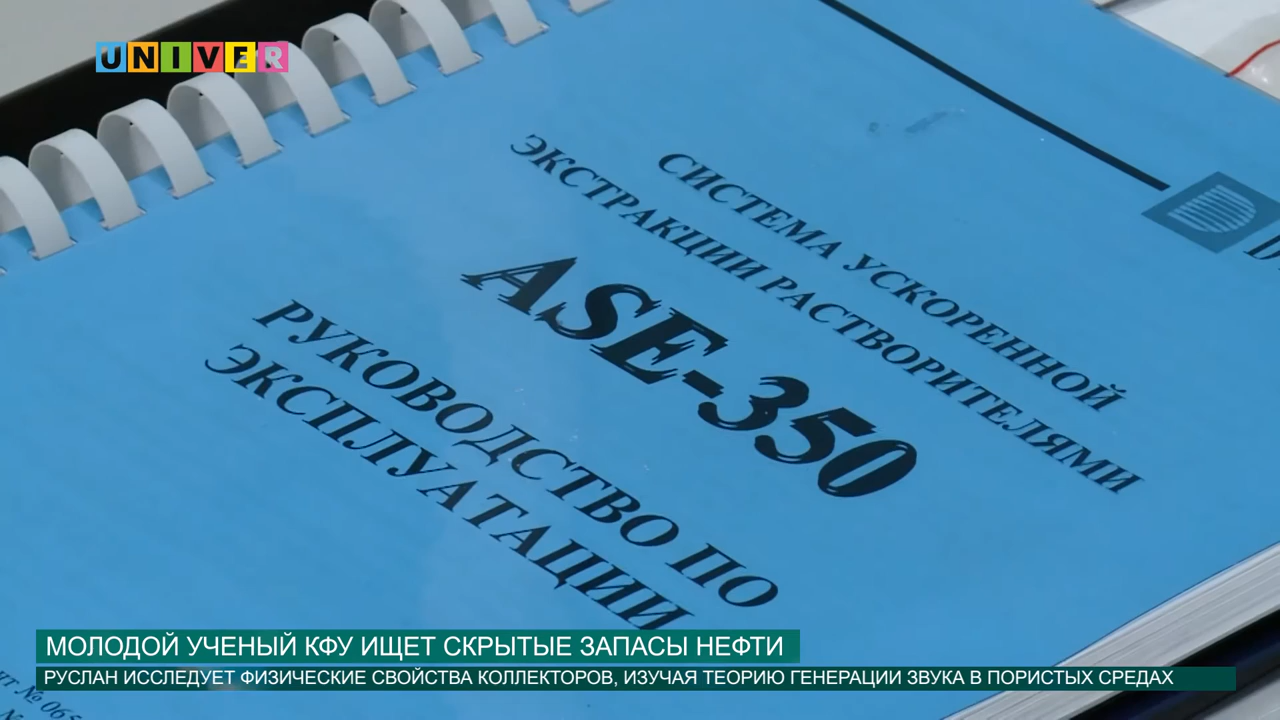 UNIVER
СИСТЕМА УСКОРЕННОЙ
ЭКСТРАКЦИИ РАСТВОРИТЕЛЯМИ
ASE-350
РУКОВОДСТВО ПО
ЭКСПЛУАТАЦИИ
МОЛОДОЙ УЧЕНЫЙ КФУ ИЩЕТ СКРЫТЫЕ ЗАПАСЫ НЕФТИ
РУСЛАН ИССЛЕДУЕТ ФИЗИЧЕСКИЕ СВОЙСТВА КОЛЛЕКТОРОВ, ИЗУЧАЯ ТЕОРИЮ ГЕНЕРАЦИИ ЗВУКА В ПОРИСТЫХ СРЕДАХ